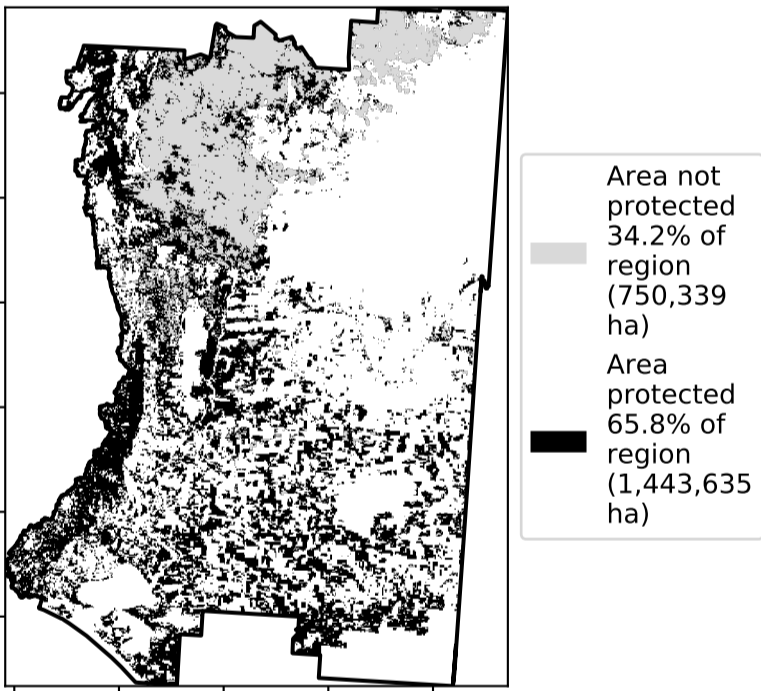 Area not
protected
34.2% of
region
(750,339
ha)
Area
protected
65.8% of
region
(1,443,635
ha)